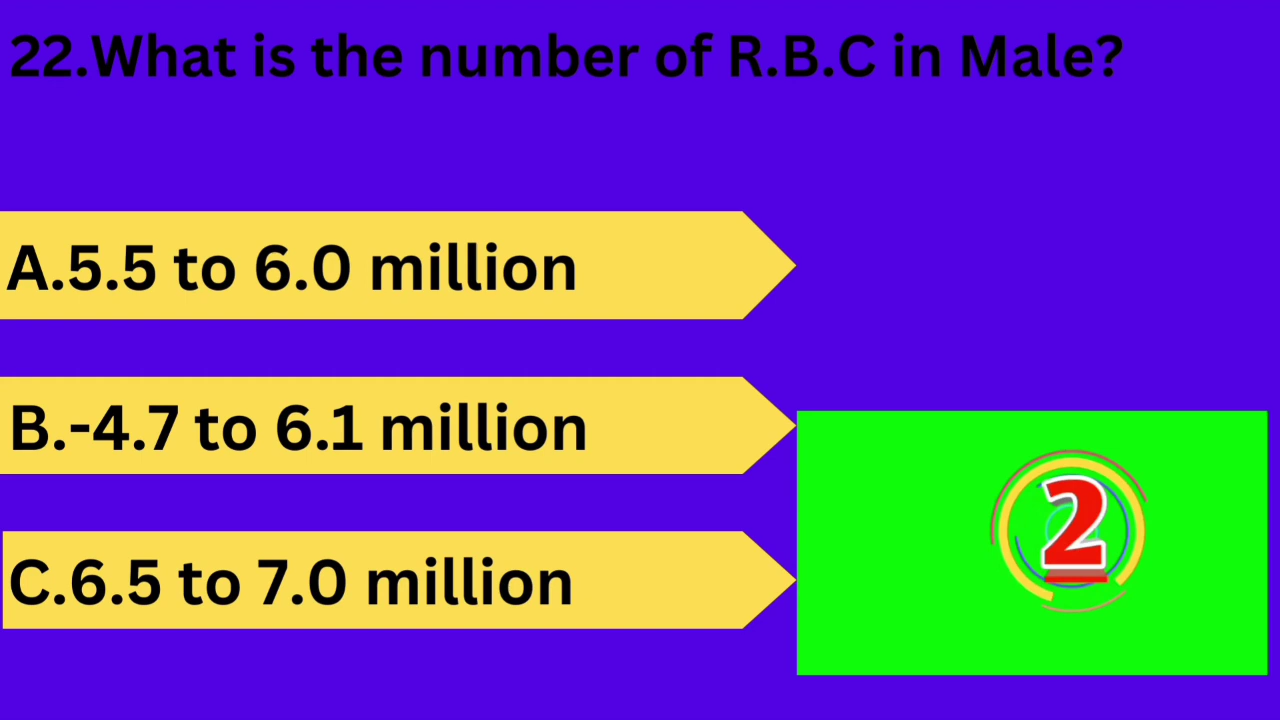 22.What is the number of R.B.C in Male?
A.5.5 to 6.0 million
B.-4.7 to 6.1 million
C.6.5 to 7.0 million
2